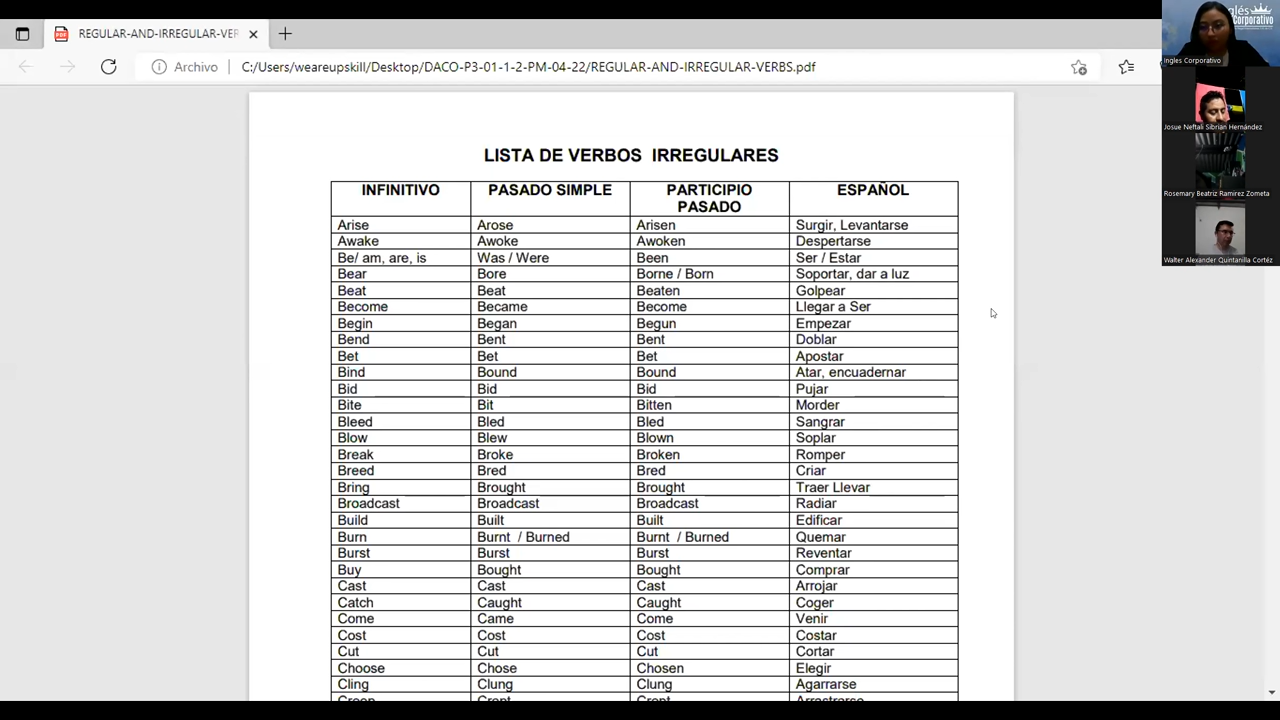 REGULAR-AND-IRREGULAR-VER
Archivo C:/Users/weareupskill/Desktop/DACO-P3-01-1-2-PM-04-22/REGULAR-AND-IRREGULAR-VERBS.pdf
Inglés
Corporativo
Ingles Corporativo
Josue Neftali Sibrian Hernández
Rosemary Beatriz Ramirez Zometa
Walter Alexander Quintanilla Cortéz
LISTA DE VERBOS IRREGULARES
INFINITIVO PASADO SIMPLE PARTICIPIO PASADO ESPAÑOL
Arise Arose Arisen Surgir, Levantarse
Awake Awoke Awoken Despertarse
Be/ am, are, is Was / Were Been Ser / Estar
Bear Bore Borne / Born Soportar, dar a luz
Beat Beat Beaten Golpear
Become Became Become Llegar a Ser
Begin Began Begun Empezar
Bend Bent Bent Doblar
Bet Bet Bet Apostar
Bind Bound Bound Atar, encuadernar
Bid Bid Bid Pujar
Bite Bit Bitten Morder
Bleed Bled Bled Sangrar
Blow Blew Blown Soplar
Break Broke Broken Romper
Breed Bred Bred Criar
Bring Brought Brought Traer Llevar
Broadcast Broadcast Broadcast Radiar
Build Built Built Edificar
Burn Burnt / Burned Burnt / Burned Quemar
Burst Burst Burst Reventar
Buy Bought Bought Comprar
Cast Cast Cast Arrojar
Catch Caught Caught Coger
Come Came Come Venir
Cost Cost Cost Costar
Cut Cut Cut Cortar
Choose Chose Chosen Elegir
Cling Clung Clung Agarrarse
Creep Crept Crept Arrastrarse